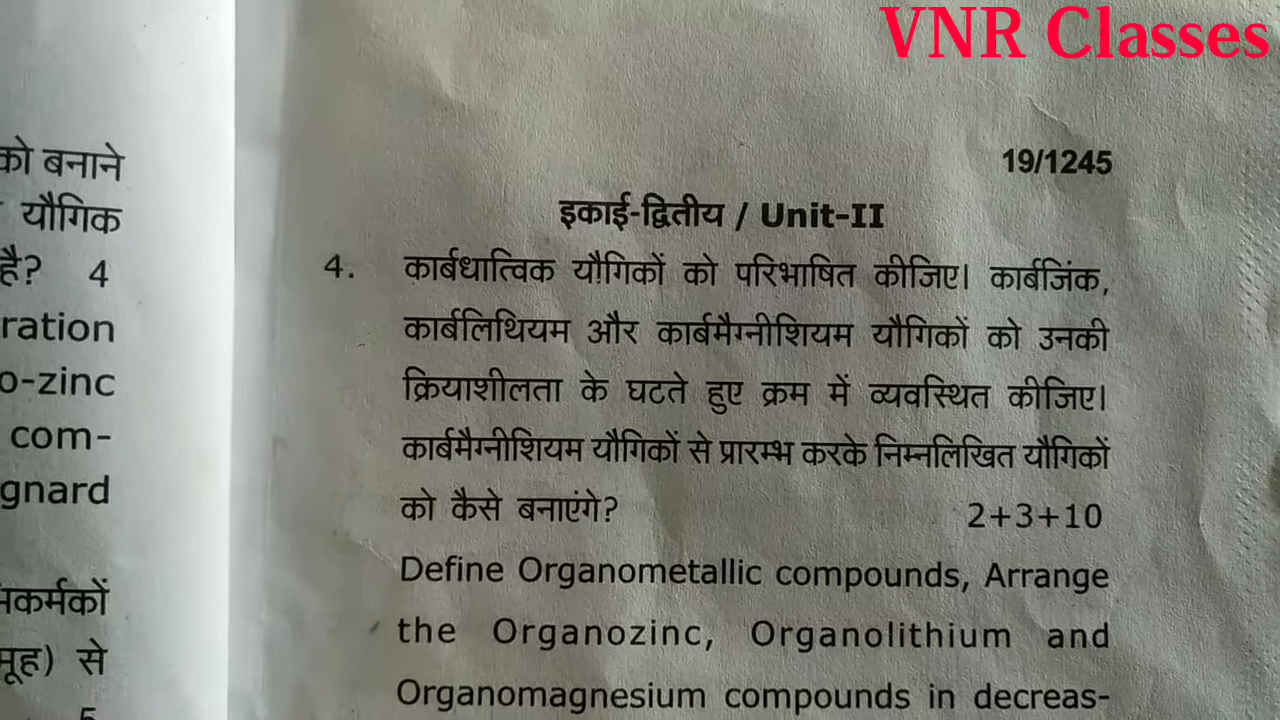 VNR Classes
को बनाने
यौगिक
है? 4
ration
o-zinc
com-
gnard
मूह) से
5
19/1245
इकाई-द्वितीय / Unit-II
4. कार्बधात्विक यौगिकों को परिभाषित कीजिए। कार्बजिंक,
कार्बलिथियम और कार्बमैग्नीशियम यौगिकों को उनकी
क्रियाशीलता के घटते हुए क्रम में व्यवस्थित कीजिए।
कार्बमैग्नीशियम यौगिकों से प्रारम्भ करके निम्नलिखित यौगिकों
को कैसे बनाएंगे? 2+3+10
Define Organometallic compounds, Arrange
the Organozinc, Organolithium and
Organomagnesium compounds in decreas-